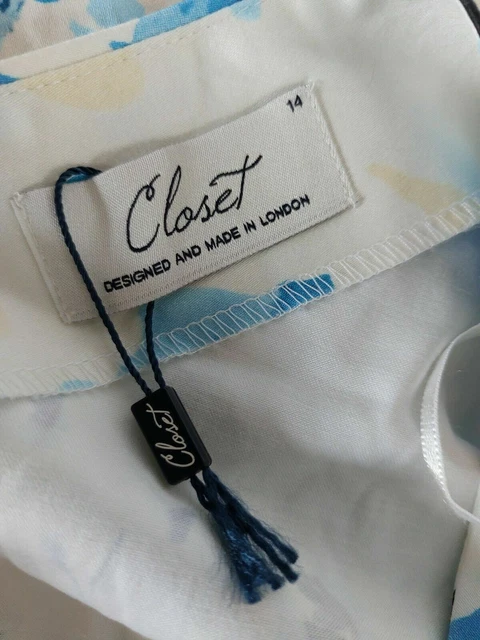 14
Closet
DESIGNED AND MADE IN LONDON
Closet